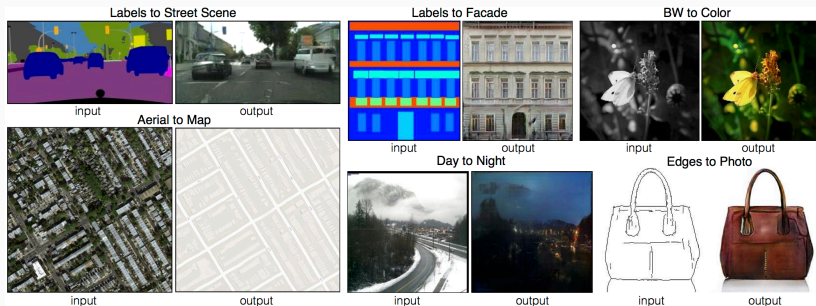 Labels to Street Scene
input
output
Aerial to Map
input
output
Labels to Facade
input
output
BW to Color
input
output
Day to Night
input
output
Edges to Photo
input
output